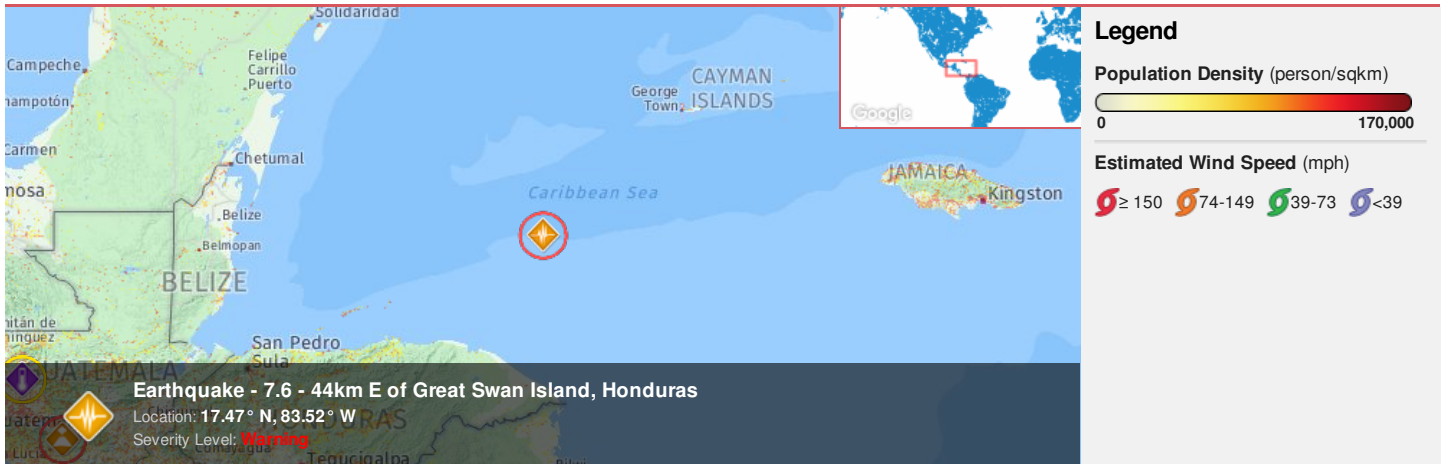 Solidaridad
Campeche
Felipe
Carrillo
Puerto
hampotón
Carmen
Chetumal
mosa
Belize
Belmopan
BELIZE
CAYMAN
ISLANDS
George
Town
JAMAICA
Kingston
Caribbean Sea
Google
San Pedro
Sula
UATEMALA
Earthquake - 7.6 - 44km E of Great Swan Island, Honduras
Location: 17.47° N, 83.52° W
Severity Level: Warning
Tegucigalpa
Legend
Population Density (person/sqkm)
0 170,000
Estimated Wind Speed (mph)
≥ 150 74-149 39-73 <39